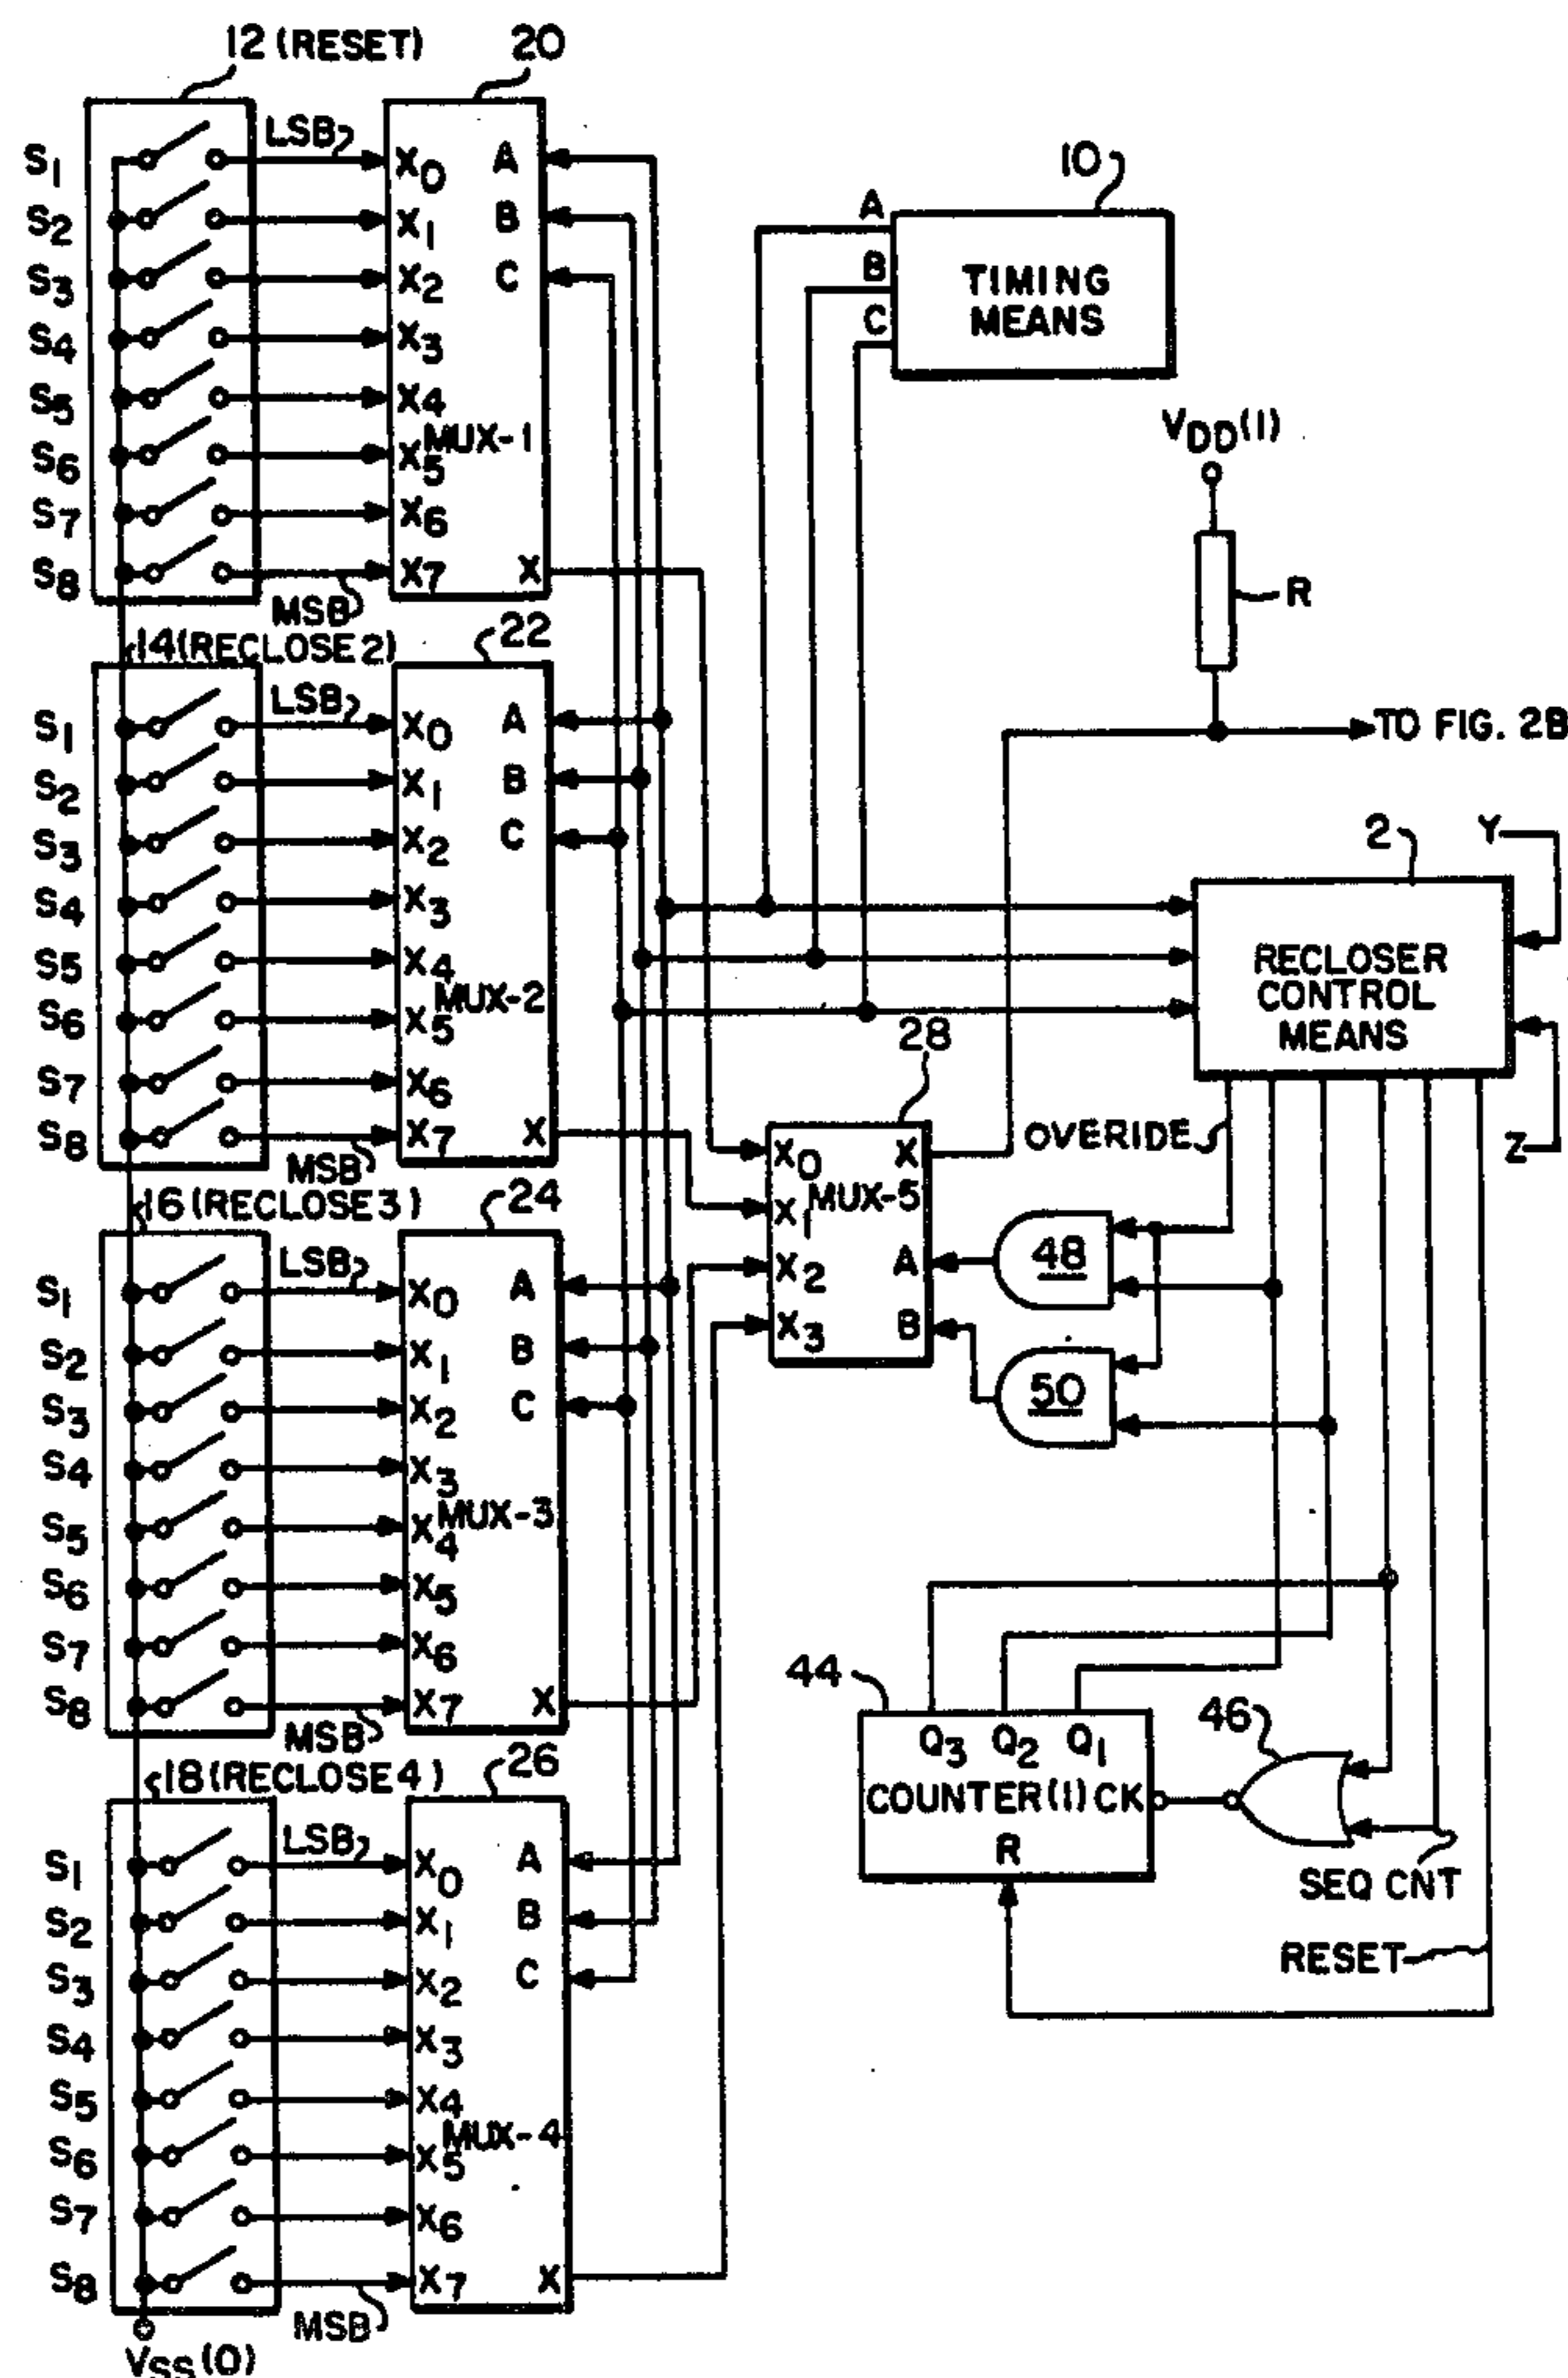 12 (RESET)
20
S1 LSB X0 A
S2 X1 B
S3 X2 C
S4 X3
S5 X4
MUX-1
S6 X5
S7 X6
S8 MSB X7 X
10
A
B
C
TIMING
MEANS
VDD(1)
R
TO FIG. 2B
14 (RECLOSE 2)
22
S1 LSB X0 A
S2 X1 B
S3 X2 C
S4 X3
S5 X4
MUX-2
S6 X5
S7 X6
S8 MSB X7 X
2
Y
RECLOSER
CONTROL
MEANS
Z
OVERIDE
28
X0 X
MUX-5
X1
X2 A
X3 B
48
50
16 (RECLOSE 3)
24
S1 LSB X0 A
S2 X1 B
S3 X2 C
S4 X3
S5 X4
MUX-3
S6 X5
S7 X6
S8 MSB X7 X
44
Q3 Q2 Q1
COUNTER (1) CK
R
46
SEQ CNT
RESET
18 (RECLOSE 4)
26
S1 LSB X0 A
S2 X1 B
S3 X2 C
S4 X3
S5 X4
MUX-4
S6 X5
S7 X6
S8 MSB X7 X
VSS (0)